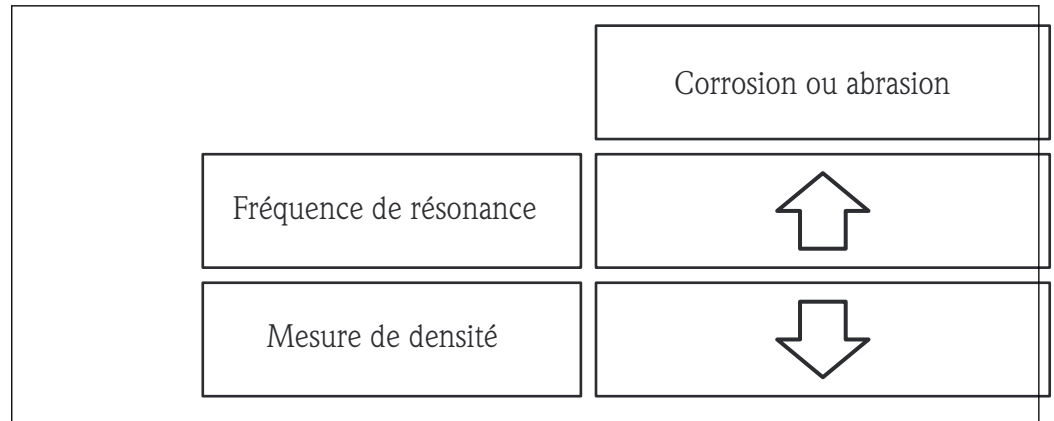 Corrosion ou abrasion
Fréquence de résonance
Mesure de densité